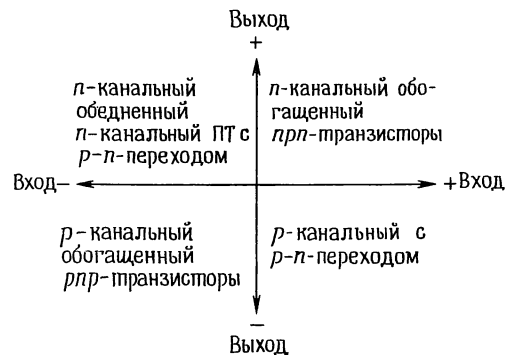 Выход
+
n-канальный
обедненный
n-канальный ПТ с
p-n-переходом
n-канальный обо-
гащенный
npn-транзисторы
Вход–
+Вход
p-канальный
обогащенный
pnp-транзисторы
p-канальный с
p-n-переходом
–
Выход